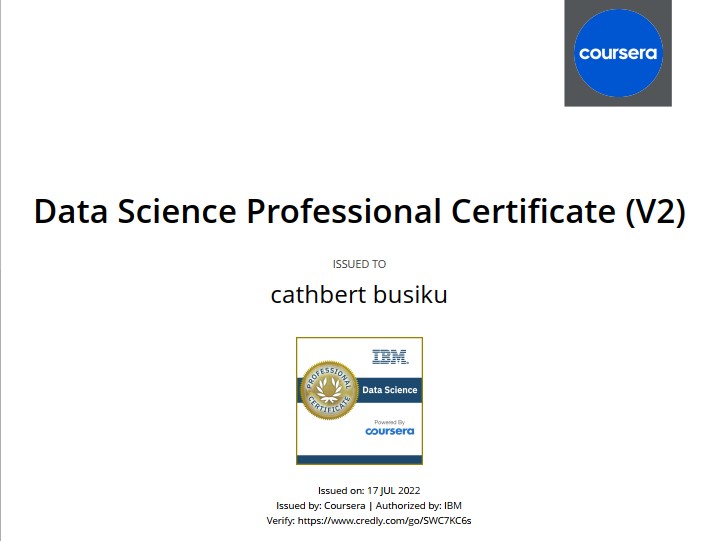 coursera
Data Science Professional Certificate (V2)
ISSUED TO
cathbert busiku
IBM.
PROFESSIONAL
CERTIFICATE
Data Science
Powered By
coursera
Issued on: 17 JUL 2022
Issued by: Coursera | Authorized by: IBM
Verify: https://www.credly.com/go/SWC7KC6s